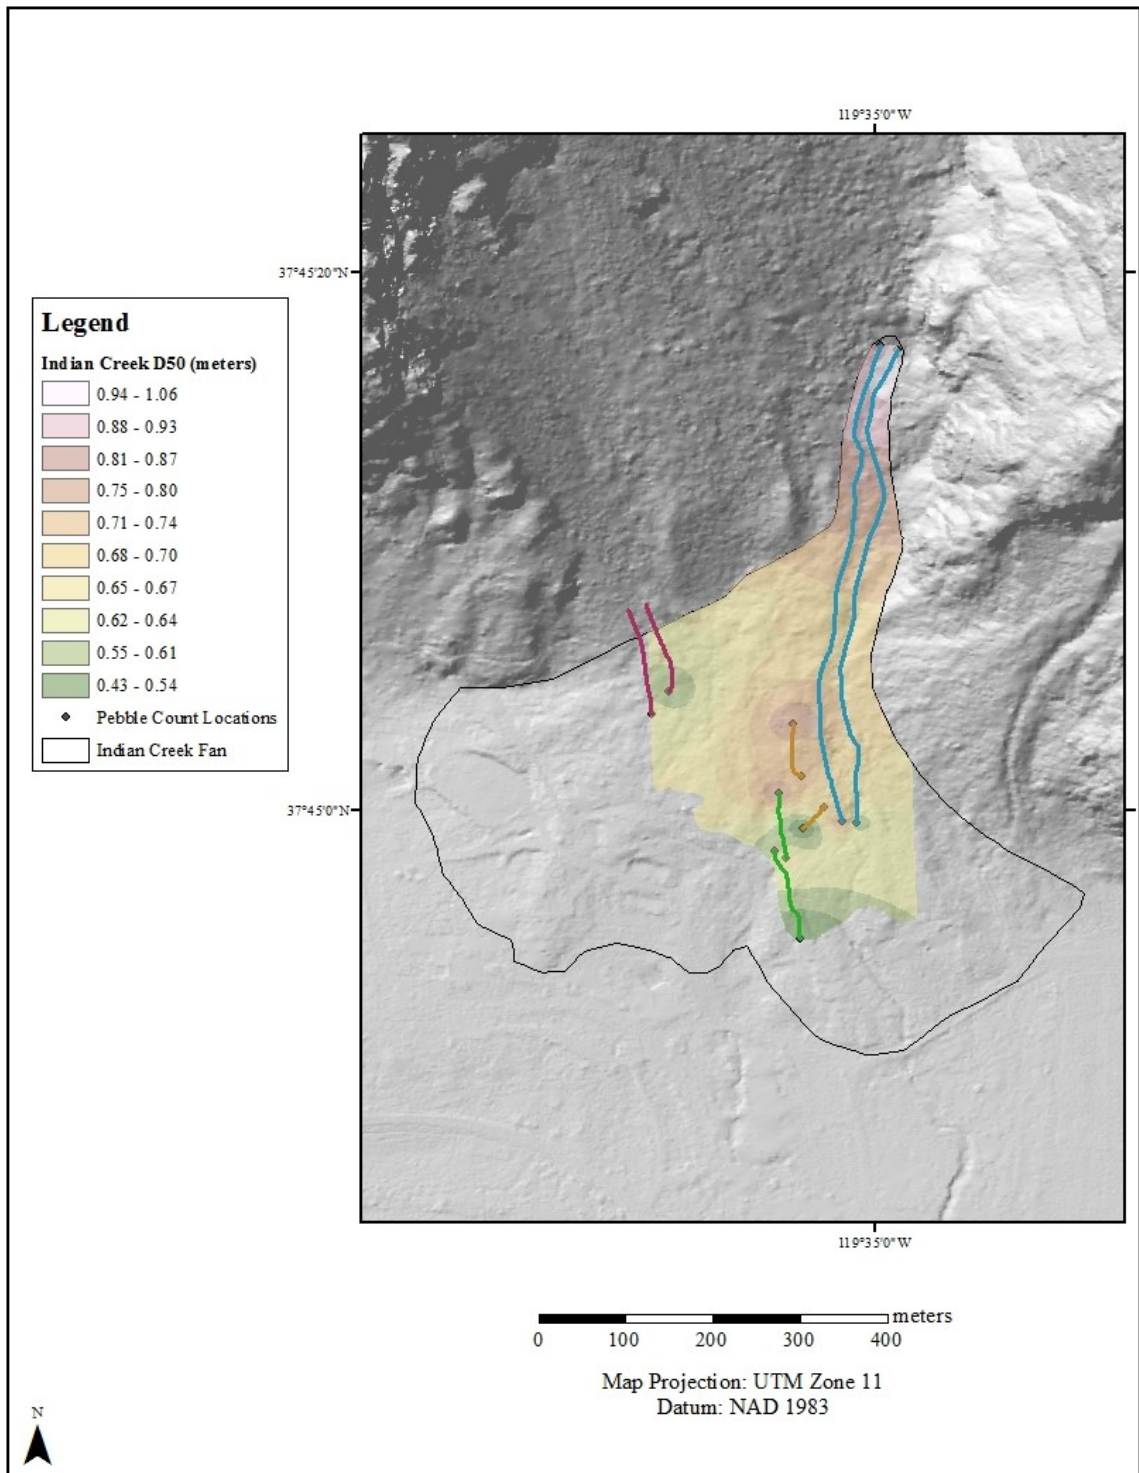 119°35'0"W
37°45'20"N
Legend
Indian Creek D50 (meters)
0.94 - 1.06
0.88 - 0.93
0.81 - 0.87
0.75 - 0.80
0.71 - 0.74
0.68 - 0.70
0.65 - 0.67
0.62 - 0.64
0.55 - 0.61
0.43 - 0.54
Pebble Count Locations
Indian Creek Fan
37°45'0"N
119°35'0"W
meters
0 100 200 300 400
Map Projection: UTM Zone 11
Datum: NAD 1983
N